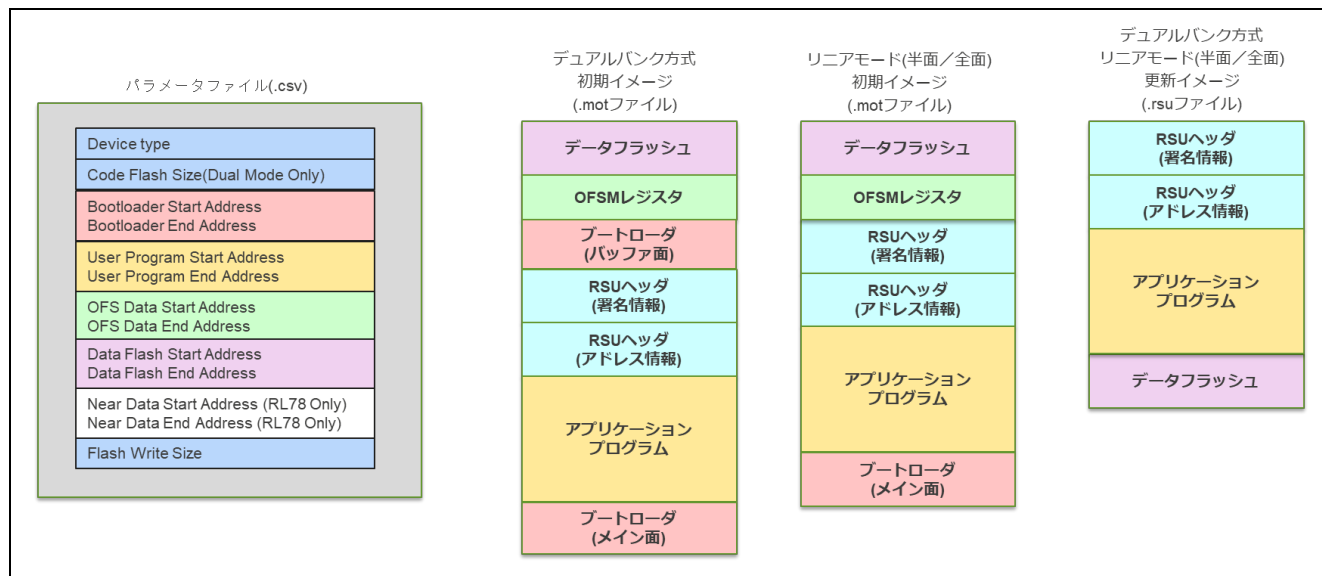 パラメータファイル(.csv)
Device type
Code Flash Size(Dual Mode Only)
Bootloader Start Address
Bootloader End Address
User Program Start Address
User Program End Address
OFS Data Start Address
OFS Data End Address
Data Flash Start Address
Data Flash End Address
Near Data Start Address (RL78 Only)
Near Data End Address (RL78 Only)
Flash Write Size
デュアルバンク方式
初期イメージ
(.motファイル)
データフラッシュ
OFSMレジスタ
ブートローダ
(バッファ面)
RSUヘッダ
(署名情報)
RSUヘッダ
(アドレス情報)
アプリケーション
プログラム
ブートローダ
(メイン面)
リニアモード(半面／全面)
初期イメージ
(.motファイル)
データフラッシュ
OFSMレジスタ
RSUヘッダ
(署名情報)
RSUヘッダ
(アドレス情報)
アプリケーション
プログラム
ブートローダ
(メイン面)
デュアルバンク方式
リニアモード(半面／全面)
更新イメージ
(.rsuファイル)
RSUヘッダ
(署名情報)
RSUヘッダ
(アドレス情報)
アプリケーション
プログラム
データフラッシュ